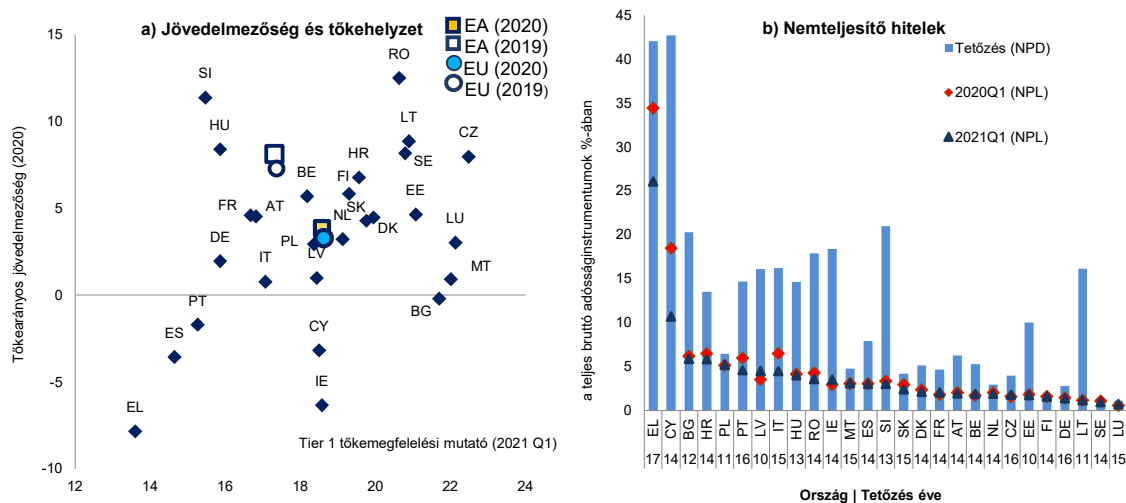 a) Jövedelmezőség és tőkehelyzet
EA (2020)
EA (2019)
EU (2020)
EU (2019)
Tőkearányos jövedelmezőség (2020)
15
10
5
0
-5
-10
RO
SI
LT
HU
CZ
SE
HR
BE
FI
EE
FR
AT
SK
NL
DK
LU
DE
PL
IT
LV
MT
PT
BG
ES
CY
IE
EL
Tier 1 tőkemegfelelési mutató (2021 Q1)
12 14 16 18 20 22 24
b) Nemteljesítő hitelek
Tetőzés (NPD)
2020Q1 (NPL)
2021Q1 (NPL)
a teljes bruttó adósságinstrumentumok %-ában
45
40
35
30
25
20
15
10
5
0
EL CY BG HR PL PT LV IT HU RO IE MT ES SI SK DK FR AT BE NL CZ EE FI DE LT SE LU
17 14 12 14 11 16 10 15 13 14 14 15 14 13 15 14 14 14 14 14 16 10 14 16 11 14 15
Ország | Tetőzés éve